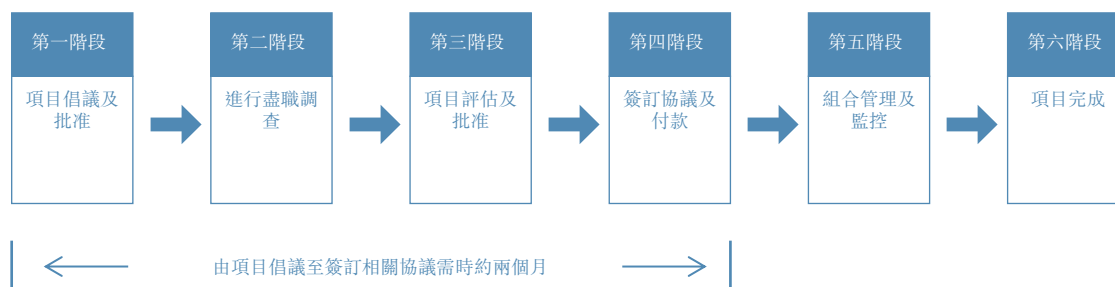 第一階段
項目倡議及
批准
第二階段
進行盡職調
查
第三階段
項目評估及
批准
第四階段
簽訂協議及
付款
第五階段
組合管理及
監控
第六階段
項目完成
由項目倡議至簽訂相關協議需時約兩個月